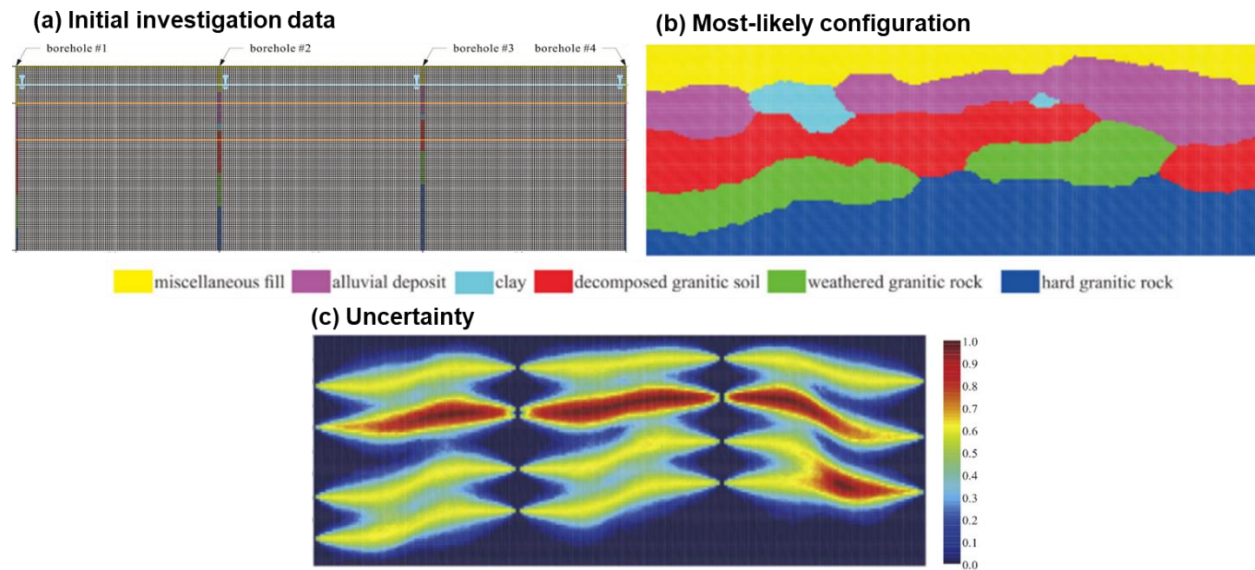 (a) Initial investigation data
(b) Most-likely configuration
borehole #1 borehole #2 borehole #3 borehole #4
miscellaneous fill alluvial deposit clay decomposed granitic soil weathered granitic rock hard granitic rock
(c) Uncertainty
1.0
0.9
0.8
0.7
0.6
0.5
0.4
0.3
0.2
0.1
0.0